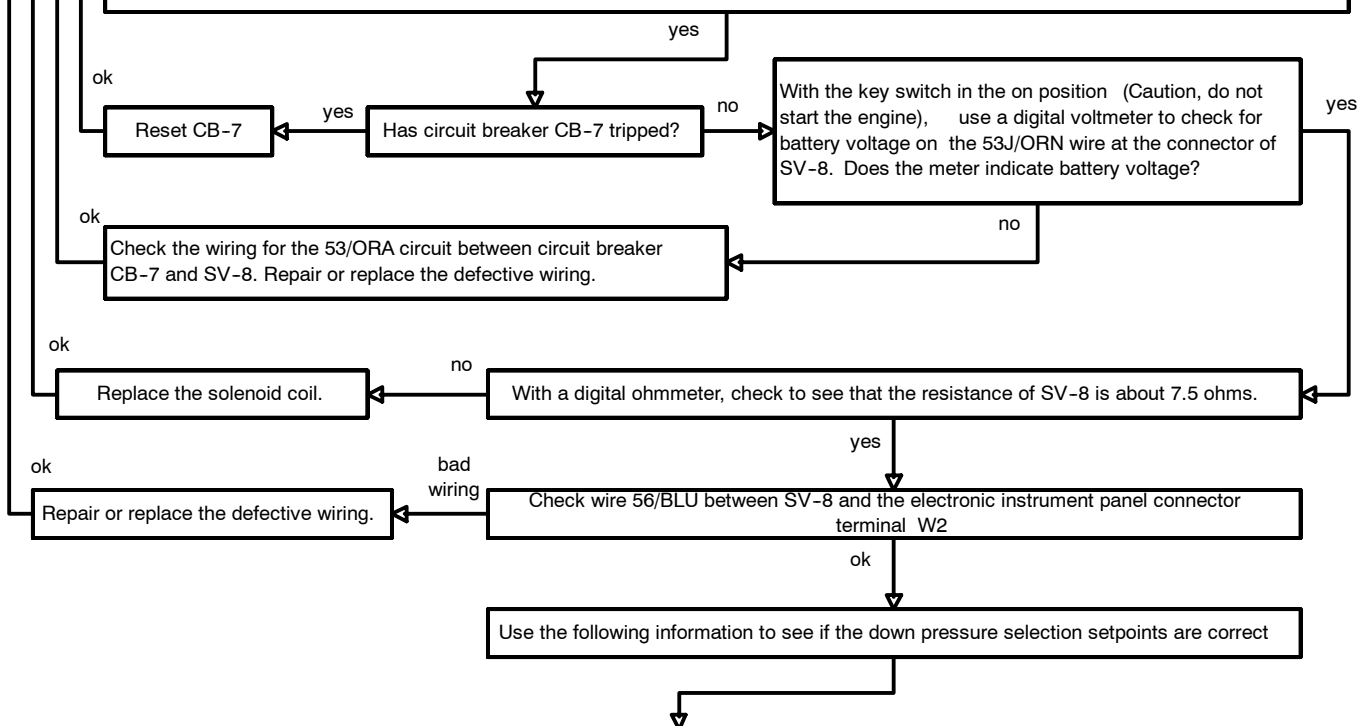 yes
ok
Reset CB-7
yes
Has circuit breaker CB-7 tripped?
no
With the key switch in the on position (Caution, do not
start the engine), use a digital voltmeter to check for
battery voltage on the 53J/ORN wire at the connector of
SV-8. Does the meter indicate battery voltage?
yes
no
ok
Check the wiring for the 53/ORA circuit between circuit breaker
CB-7 and SV-8. Repair or replace the defective wiring.
ok
Replace the solenoid coil.
no
With a digital ohmmeter, check to see that the resistance of SV-8 is about 7.5 ohms.
yes
ok
Repair or replace the defective wiring.
bad
wiring
Check wire 56/BLU between SV-8 and the electronic instrument panel connector
terminal W2
ok
Use the following information to see if the down pressure selection setpoints are correct